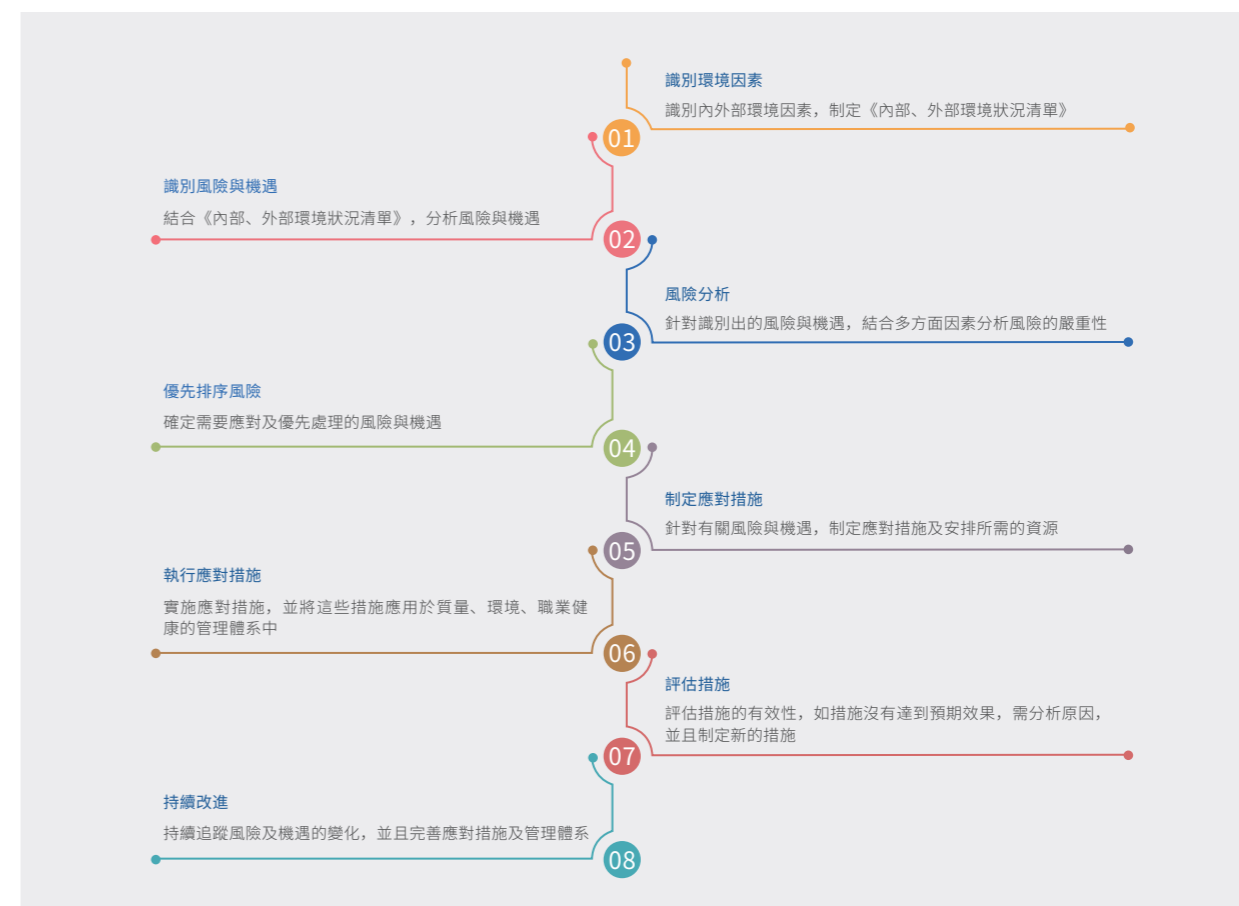 識別環境因素
識別內外部環境因素，制定《內部、外部環境狀況清單》
01
識別風險與機遇
結合《內部、外部環境狀況清單》，分析風險與機遇
02
風險分析
針對識別出的風險與機遇，結合多方面因素分析風險的嚴重性
03
優先排序風險
確定需要應對及優先處理的風險與機遇
04
制定應對措施
針對有關風險與機遇，制定應對措施及安排所需的資源
05
執行應對措施
實施應對措施，並將這些措施應用於質量、環境、職業健
康的管理體系中
06
評估措施
評估措施的有效性，如措施沒有達到預期效果，需分析原因，
並且制定新的措施
07
持續改進
持續追蹤風險及機遇的變化，並且完善應對措施及管理體系
08